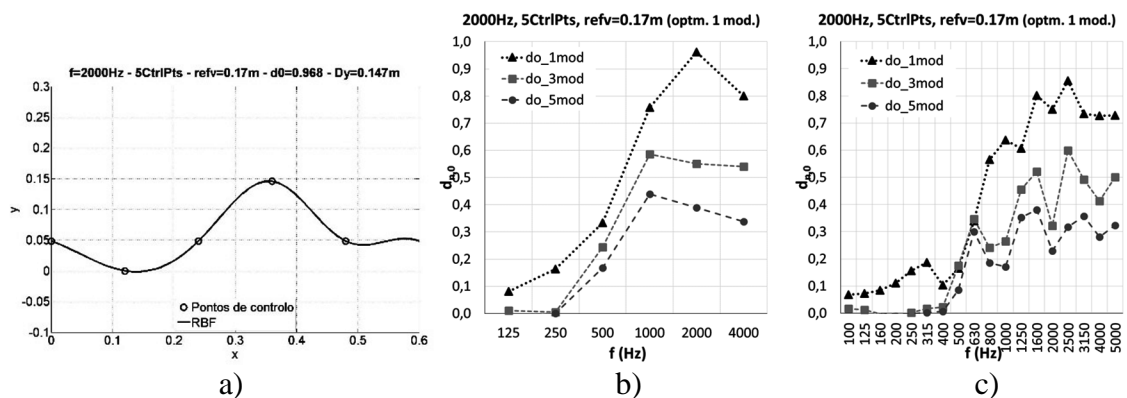 f=2000Hz - 5CtrlPts - refv=0.17m - d0=0.968 - Dy=0.147m
0.3
0.25
0.2
0.15
0.1
0.05
0
-0.05
-0.1
y
Pontos de controlo
RBF
0 0.1 0.2 0.3 0.4 0.5 0.6
x
a)
2000Hz, 5CtrlPts, refv=0.17m (optm. 1 mod.)
1,0
0,9
0,8
0,7
0,6
0,5
0,4
0,3
0,2
0,1
0,0
do_1mod
do_3mod
do_5mod
125 250 500 1000 2000 4000
f (Hz)
b)
2000Hz, 5CtrlPts, refv=0.17m (optm. 1 mod.)
1,0
0,9
0,8
0,7
0,6
0,5
0,4
0,3
0,2
0,1
0,0
do_1mod
do_3mod
do_5mod
100 125 160 200 250 315 400 500 6630 800 1000 1250 1600 2000 2500 3150 4000 5000
f (Hz)
c)